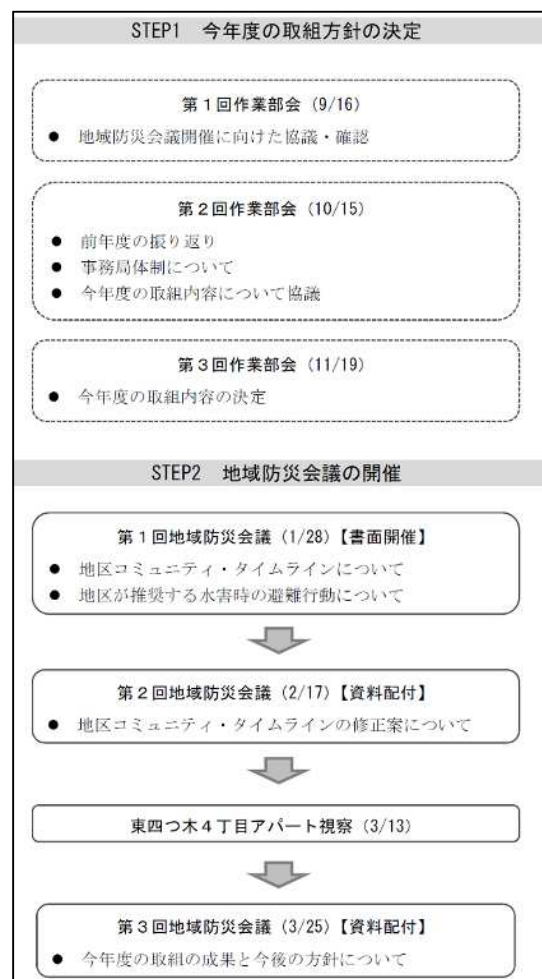 STEP1 今年度の取組方針の決定
第1回作業部会（9/16）
● 地域防災会議開催に向けた協議・確認
第2回作業部会（10/15）
● 前年度の振り返り
● 事務局体制について
● 今年度の取組内容について協議
第3回作業部会（11/19）
● 今年度の取組内容の決定
STEP2 地域防災会議の開催
第1回地域防災会議（1/28）【書面開催】
● 地区コミュニティ・タイムラインについて
● 地区が推奨する水害時の避難行動について
第2回地域防災会議（2/17）【資料配付】
● 地区コミュニティ・タイムラインの修正案について
東四つ木4丁目アパート視察（3/13）
第3回地域防災会議（3/25）【資料配付】
● 今年度の取組の成果と今後の方針について